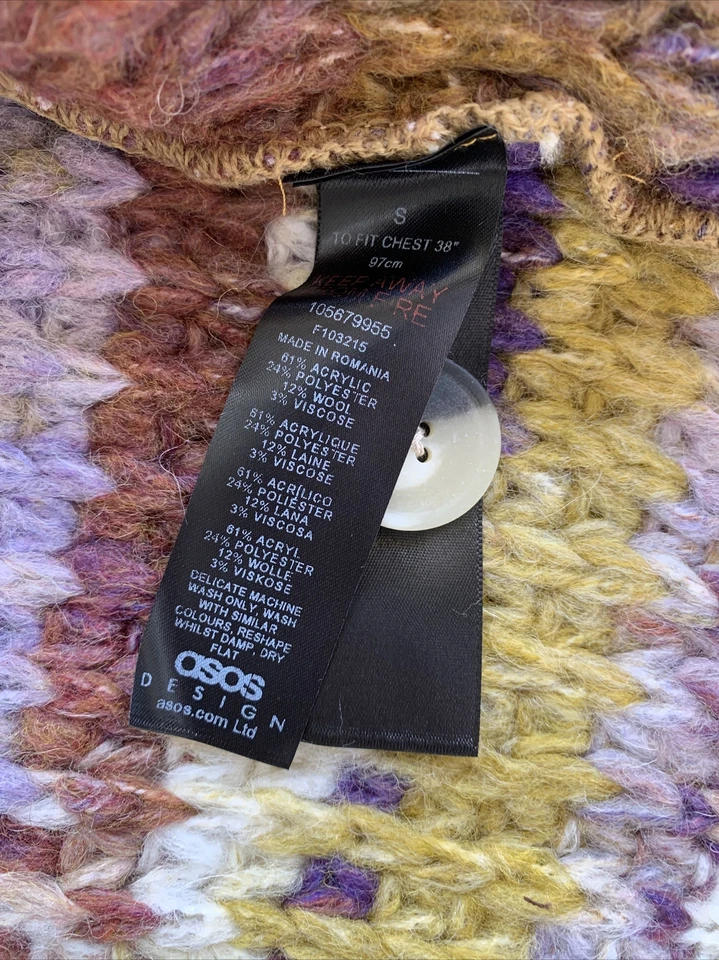 S
TO FIT CHEST 38"
97cm
KEEP AWAY
FIRE
105679955
F103215
MADE IN ROMANIA
61% ACRYLIC
24% POLYESTER
12% WOOL
3% VISCOSE
61% ACRYLIQUE
24% POLYESTER
12% LAINE
3% VISCOSE
61% ACRÍLICO
24% POLIESTER
12% LANA
3% VISCOSA
61% ACRYL
24% POLYESTER
12% WOLLE
3% VISKOSE
DELICATE MACHINE
WASH ONLY, WASH
WITH SIMILAR
COLOURS, RESHAPE
WHILST DAMP, DRY
FLAT
asos
DESIGN
asos.com Ltd